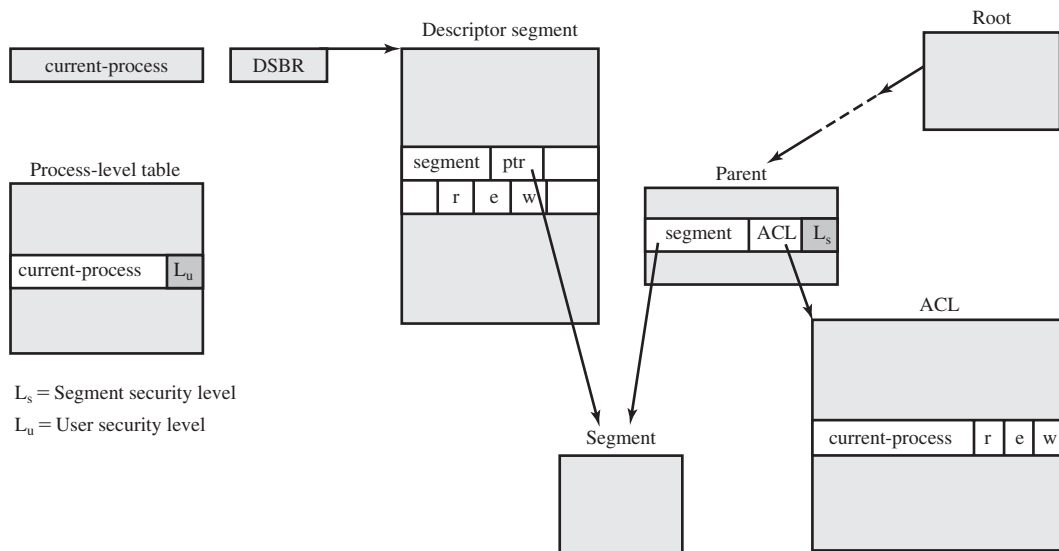 Root
Descriptor segment
current-process
DSBR
segment ptr
r e w
Process-level table
current-process Lᵤ
Parent
segment ACL Lₛ
ACL
current-process r e w
Lₛ = Segment security level
Lᵤ = User security level
Segment